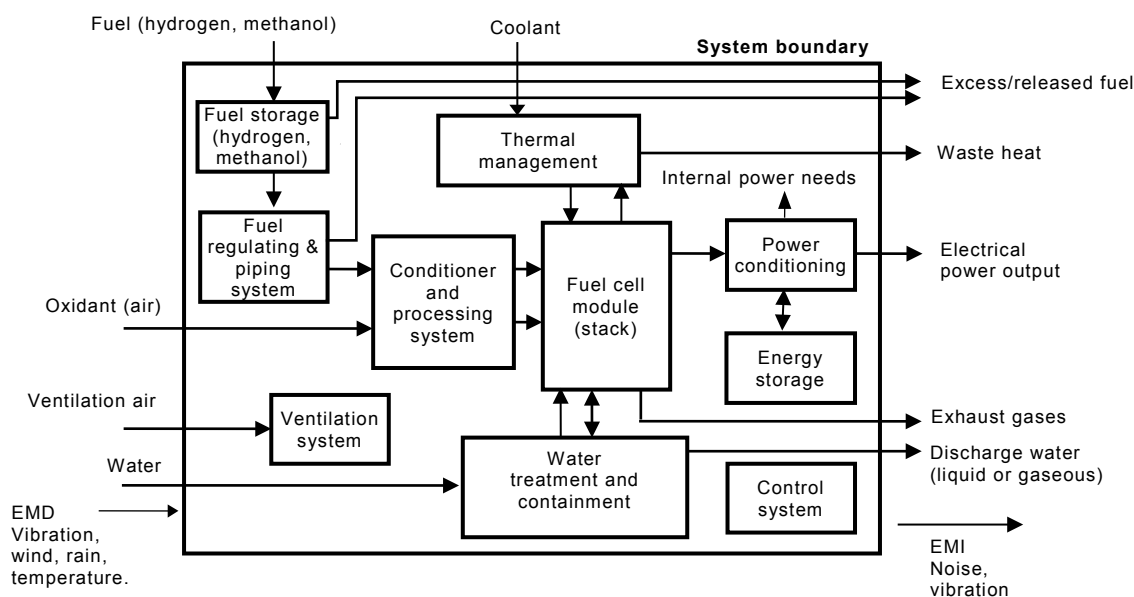 Fuel (hydrogen, methanol)
Coolant
System boundary
Fuel storage
(hydrogen,
methanol)
Excess/released fuel
Thermal
management
Waste heat
Internal power needs
Fuel
regulating &
piping
system
Conditioner
and
processing
system
Fuel cell
module
(stack)
Power
conditioning
Electrical
power output
Oxidant (air)
Energy
storage
Ventilation air
Ventilation
system
Exhaust gases
Water
Water
treatment and
containment
Discharge water
(liquid or gaseous)
Control
system
EMD
Vibration,
wind, rain,
temperature.
EMI
Noise,
vibration